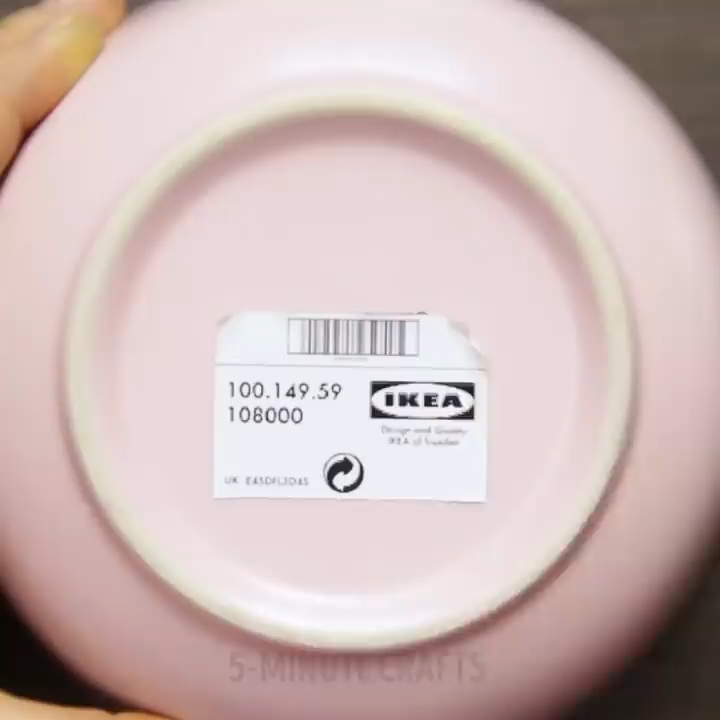 100.149.59
108000
IKEA
Design and Quality
IKEA of Sweden
5-MINUTE CRAFTS